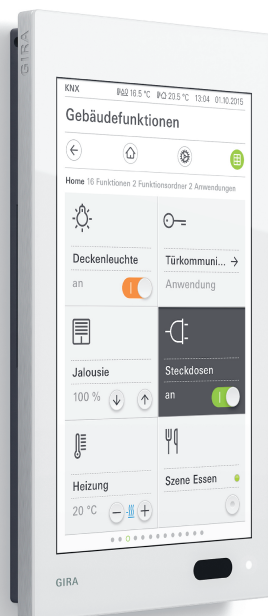 GIRA
KNX 16.5 °C 20.5 °C 13:04 01.10.2015
Gebäudefunktionen
Home 16 Funktionen 2 Funktionsordner 2 Anwendungen
Deckenleuchte
an
Türkommuni...
Anwendung
Jalousie
100 %
Steckdosen
an
Heizung
20 °C
Szene Essen
GIRA